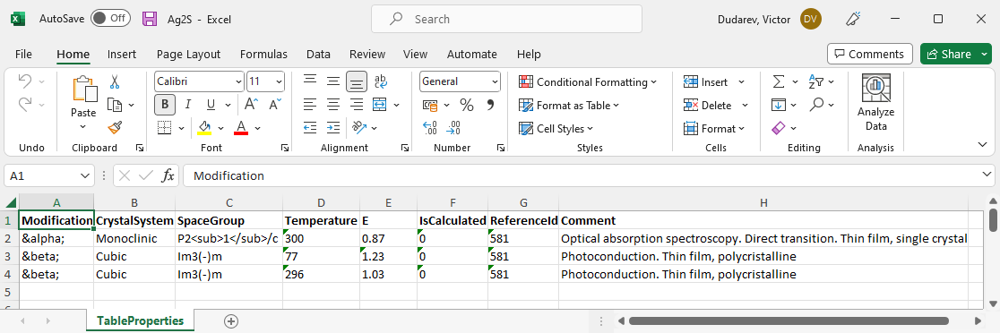 AutoSave Off Ag2S - Excel Search Dudarev, Victor DV
File Home Insert Page Layout Formulas Data Review View Automate Help Comments Share
Calibri 11 General Conditional Formatting Insert
Paste B I U Format as Table Delete Analyze Data
Cell Styles Format
Undo Clipboard Font Alignment Number Styles Cells Editing Analysis
A1 fx Modification
A B C D E F G H
1 Modification CrystalSystem SpaceGroup Temperature E IsCalculated ReferenceId Comment
2 &alpha; Monoclinic P2<sub>1</sub>/c 300 0.87 0 581 Optical absorption spectroscopy. Direct transition. Thin film, single crystal
3 &beta; Cubic Im3(-)m 77 1.23 0 581 Photoconduction. Thin film, polycristalline
4 &beta; Cubic Im3(-)m 296 1.03 0 581 Photoconduction. Thin film, polycristalline
5
TableProperties